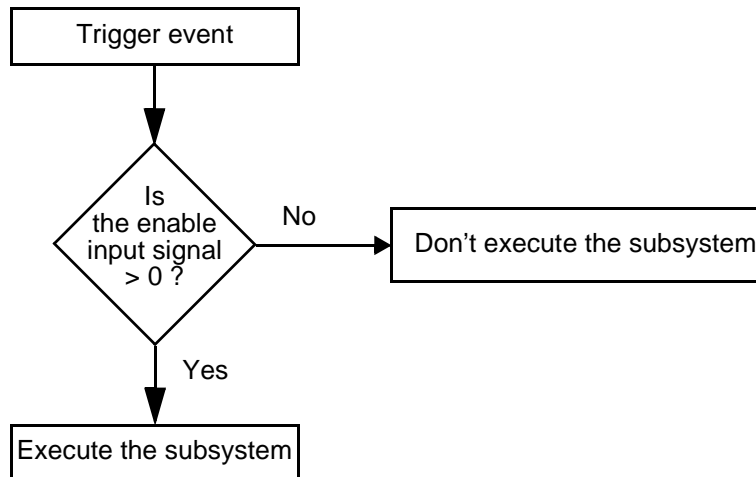 Trigger event
Is
the enable
input signal
> 0 ?
No
Don’t execute the subsystem
Yes
Execute the subsystem